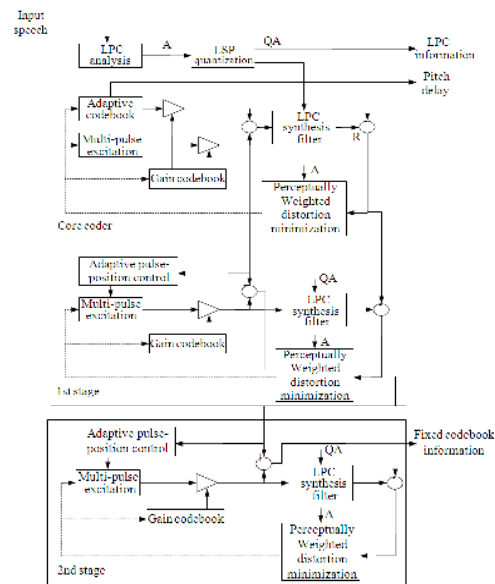 Input
speech
LPC
analysis
A
LSP
quantization
QA
LPC
information
Pitch
delay
Adaptive
codebook
Multi-pulse
excitation
Gain codebook
LPC
synthesis
filter
R
A
Perceptually
Weighted
distortion
minimization
Core coder
Adaptive pulse-
position control
Multi-pulse
excitation
Gain codebook
QA
LPC
synthesis filter
A
Perceptually
Weighted
distortion
minimization
1st stage
Adaptive pulse-
position control
Fixed codebook
information
Multi-pulse
excitation
Gain codebook
QA
LPC
synthesis
filter
A
Perceptually
Weighted
distortion
minimization
2nd stage